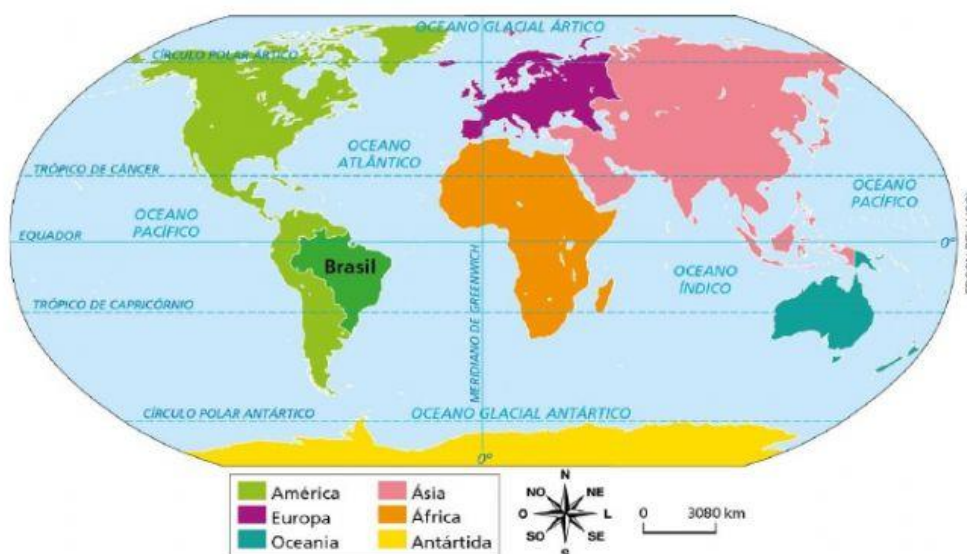 OCEANO GLACIAL ÁRTICO
CÍRCULO POLAR ÁRTICO
OCEANO
ATLÂNTICO
TRÓPICO DE CÂNCER
OCEANO
PACÍFICO
OCEANO
PACÍFICO
EQUADOR
0°
Brasil
OCEANO
ÍNDICO
TRÓPICO DE CAPRICÓRNIO
MERIDIANO DE GREENWICH
CÍRCULO POLAR ANTÁRTICO
OCEANO GLACIAL ANTÁRTICO
0°
América
Europa
Oceania
Ásia
África
Antártida
N
NO
NE
O
L
SO
SE
0
3080 km